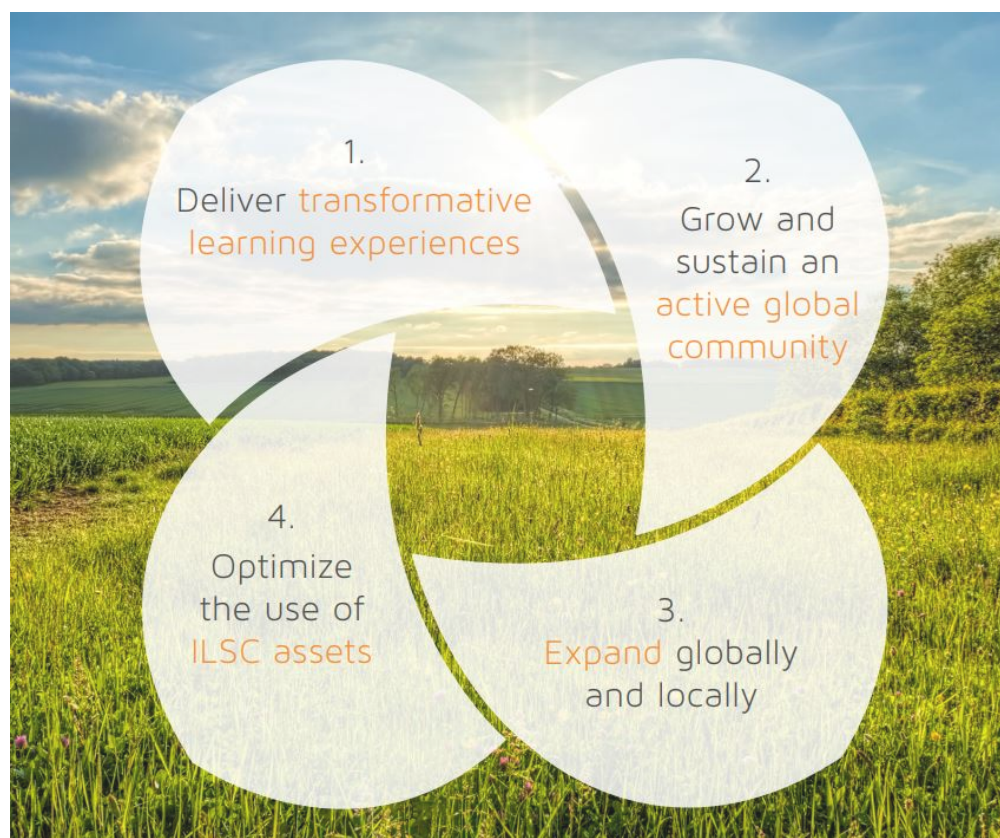 1.
Deliver transformative
learning experiences
2.
Grow and
sustain an
active global
community
3.
Expand globally
and locally
4.
Optimize
the use of
ILSC assets